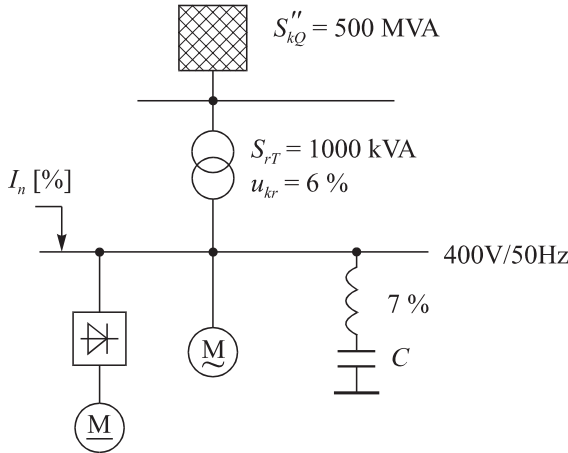 S″kQ = 500 MVA
SrT = 1000 kVA
ukr = 6 %
In [%]
400V/50Hz
7 %
M
~
C
M